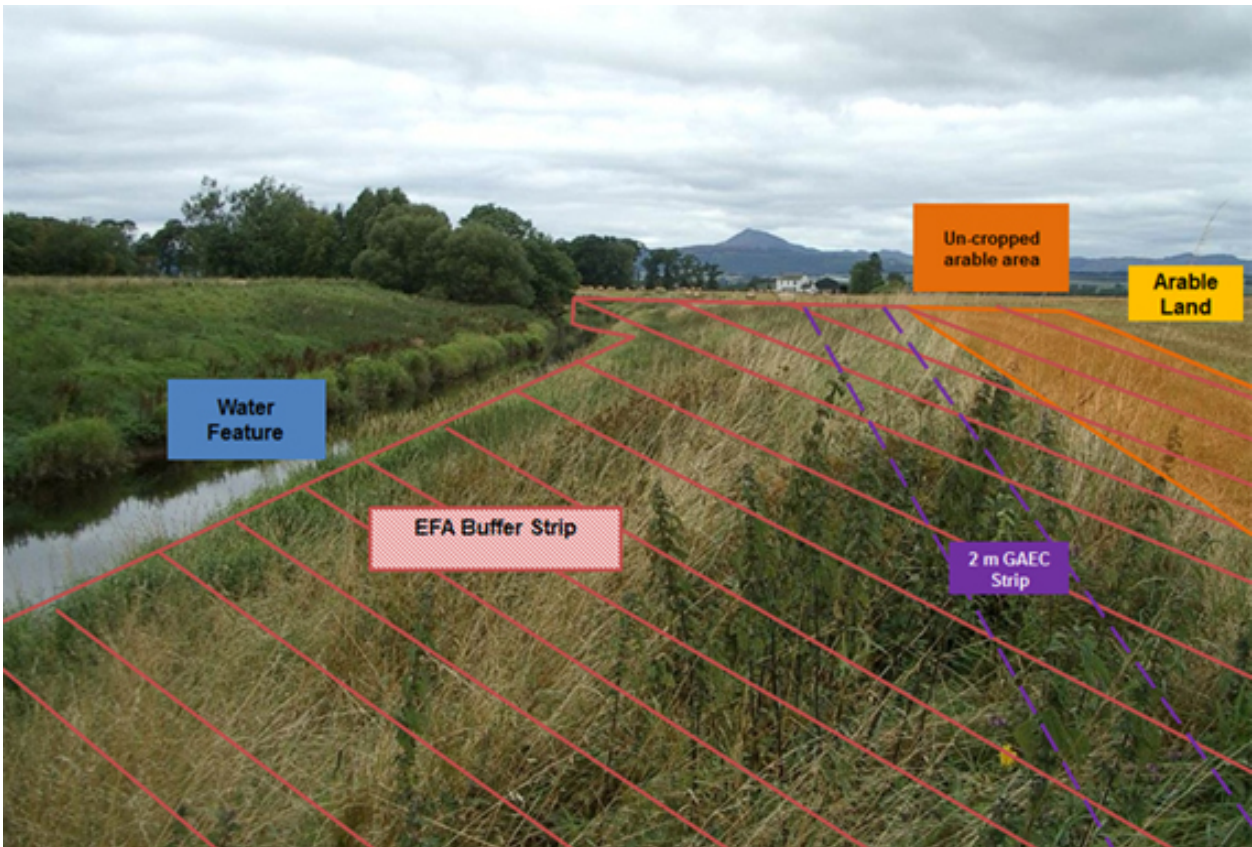 Un-cropped
arable area
Arable
Land
Water
Feature
EFA Buffer Strip
2 m GAEC
Strip